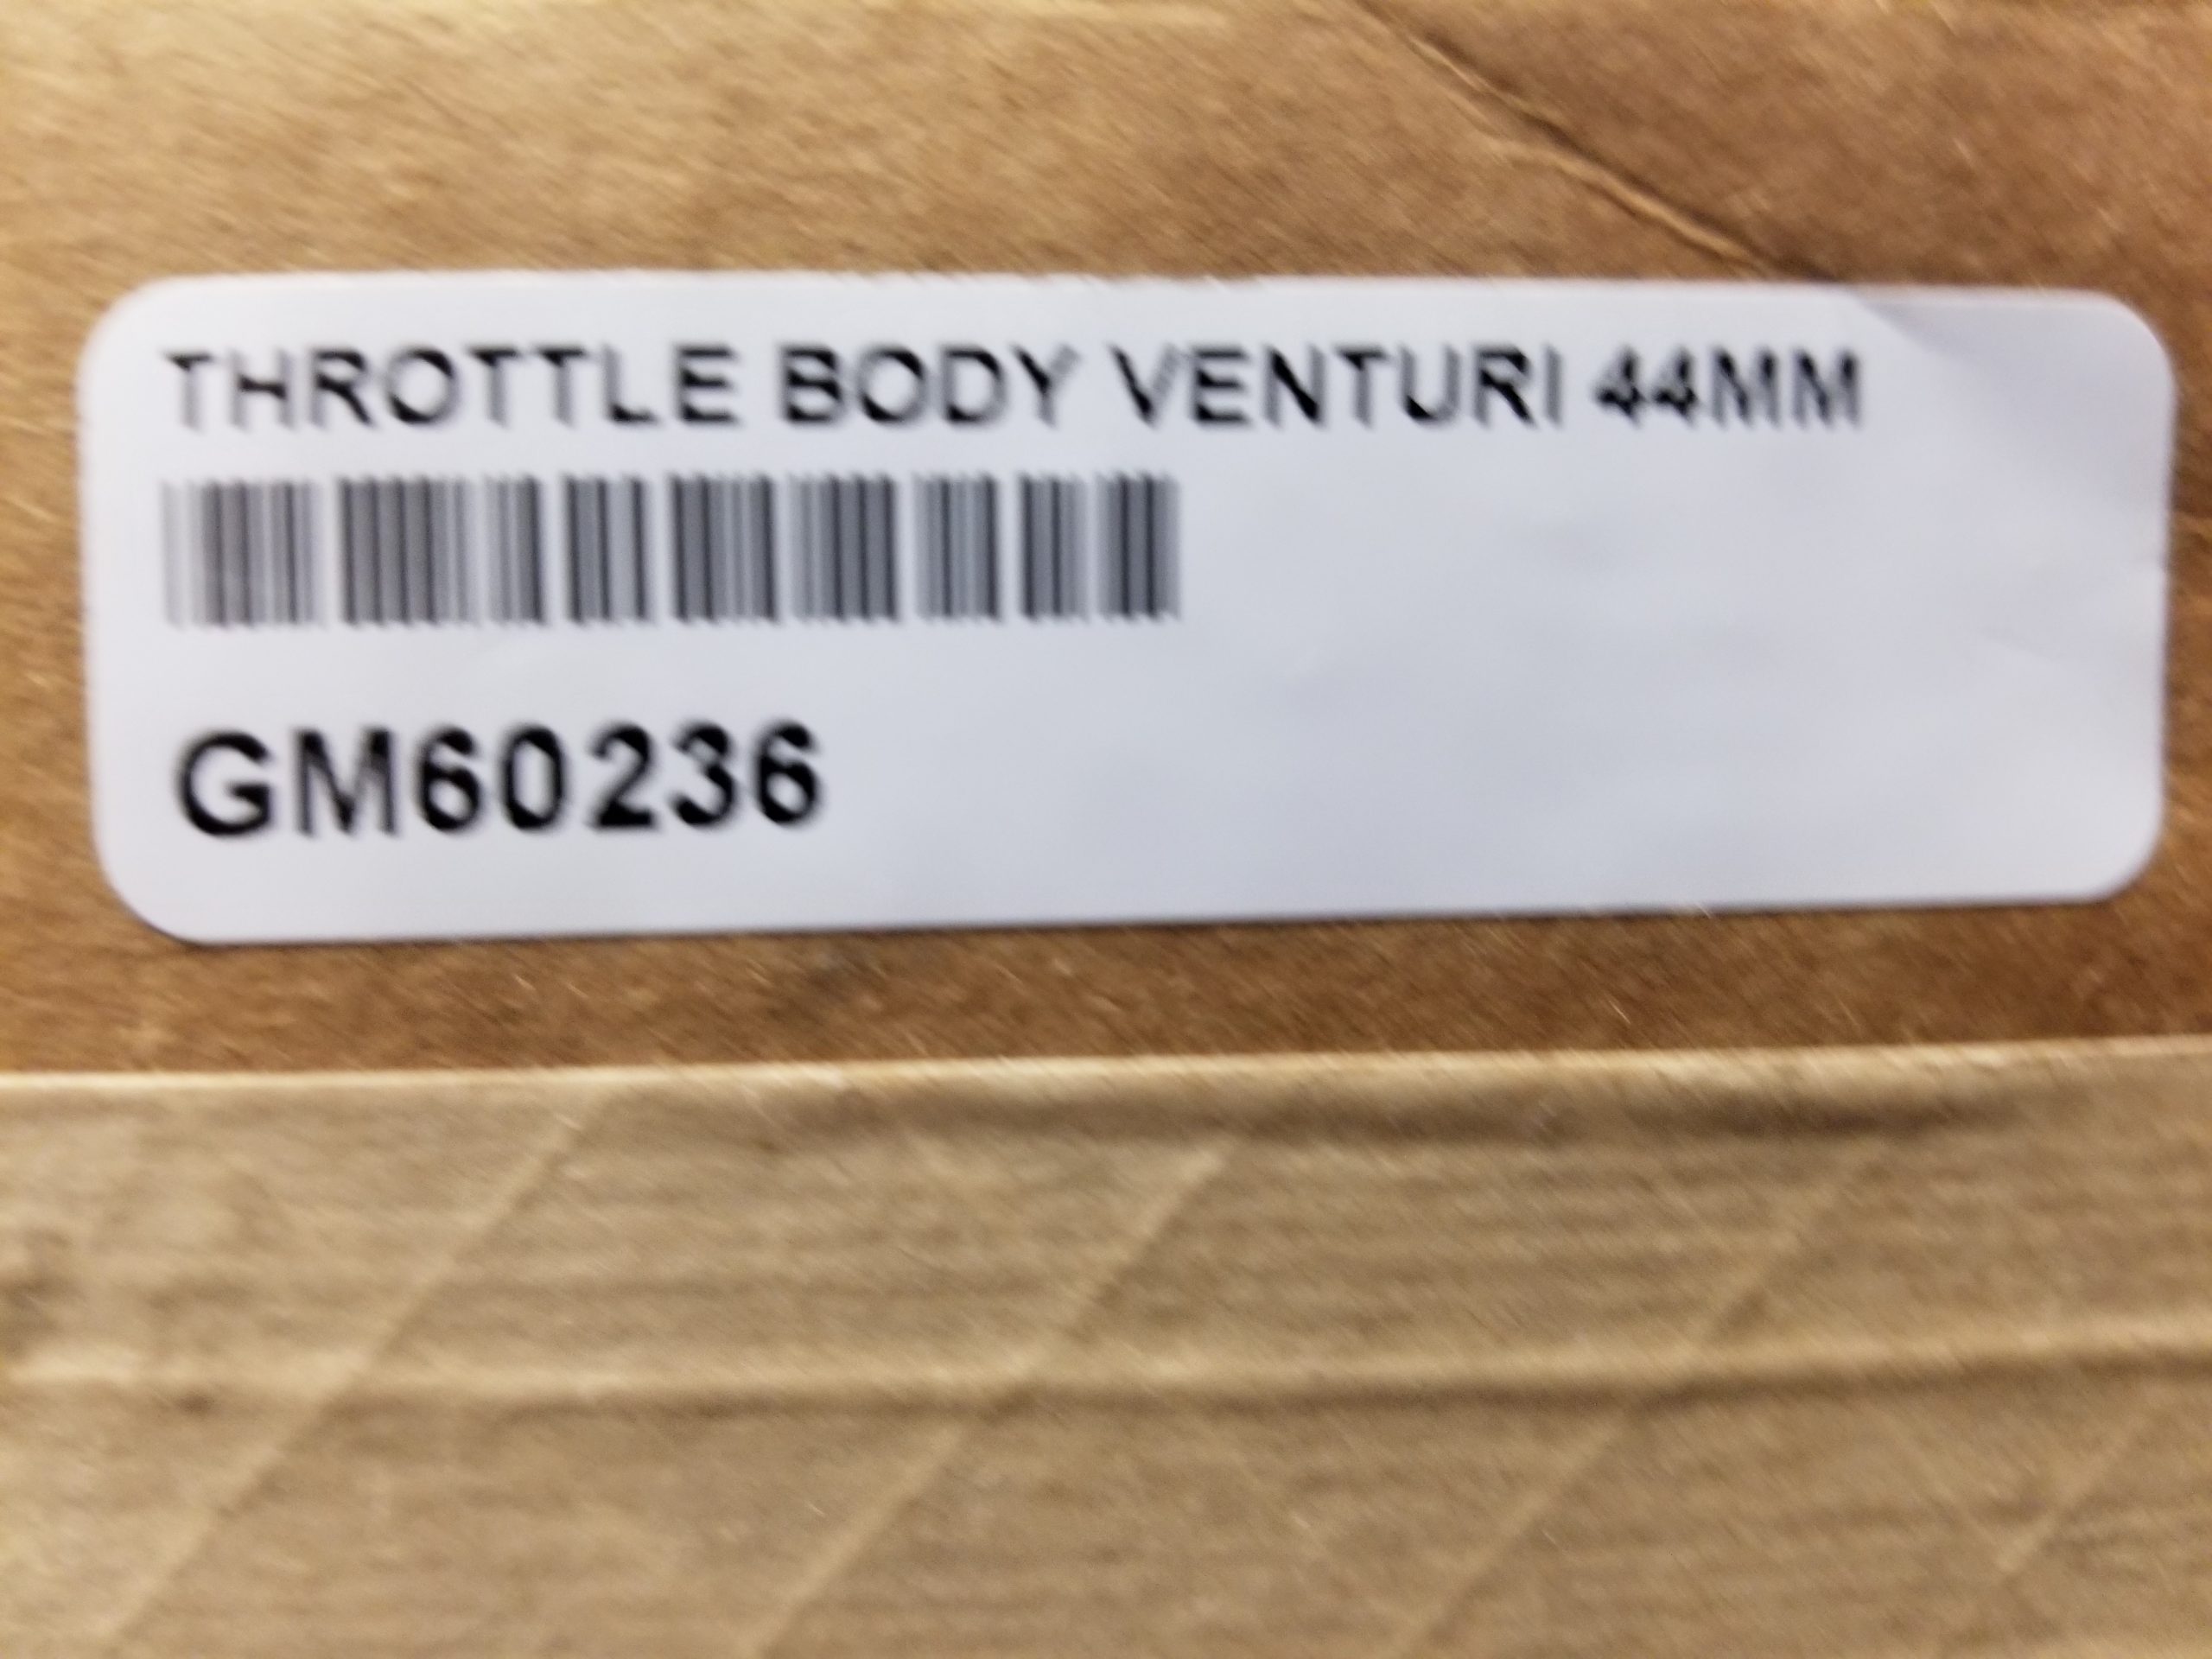 THROTTLE BODY VENTURI 44MM
GM60236